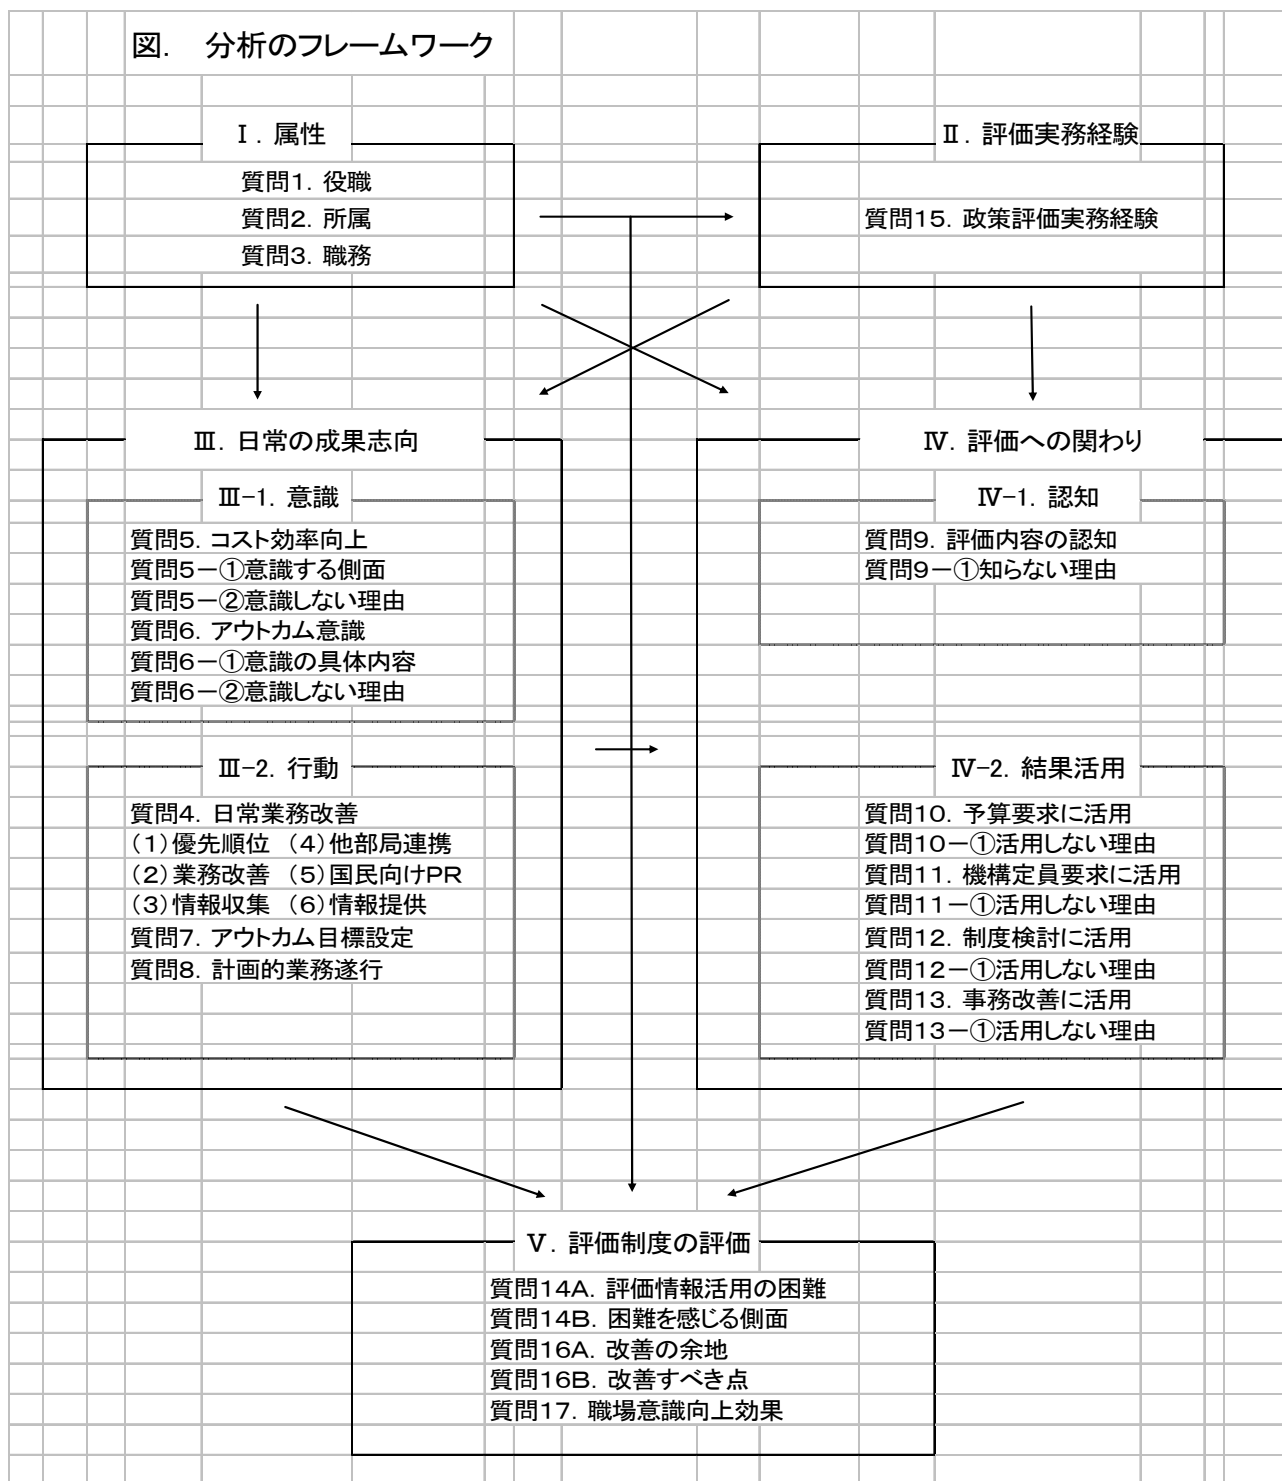 図.　分析のフレームワーク
Ⅰ．属性
質問１．役職
質問２．所属
質問３．職務
Ⅱ．評価実務経験
質問１５．政策評価実務経験
Ⅲ．日常の成果志向
Ⅲ-1．意識
質問５．コスト効率向上
質問５－①意識する側面
質問５－②意識しない理由
質問６．アウトカム意識
質問６－①意識の具体内容
質問６－②意識しない理由
Ⅲ-2．行動
質問４．日常業務改善
（１）優先順位　（４）他部局連携
（２）業務改善　（５）国民向けＰＲ
（３）情報収集　（６）情報提供
質問７．アウトカム目標設定
質問８．計画的業務遂行
Ⅳ．評価への関わり
Ⅳ-1．認知
質問９．評価内容の認知
質問９－①知らない理由
Ⅳ-2．結果活用
質問１０．予算要求に活用
質問１０－①活用しない理由
質問１１．機構定員要求に活用
質問１１－①活用しない理由
質問１２．制度検討に活用
質問１２－①活用しない理由
質問１３．事務改善に活用
質問１３－①活用しない理由
Ⅴ．評価制度の評価
質問１４Ａ．評価情報活用の困難
質問１４Ｂ．困難を感じる側面
質問１６Ａ．改善の余地
質問１６Ｂ．改善すべき点
質問１７．職場意識向上効果